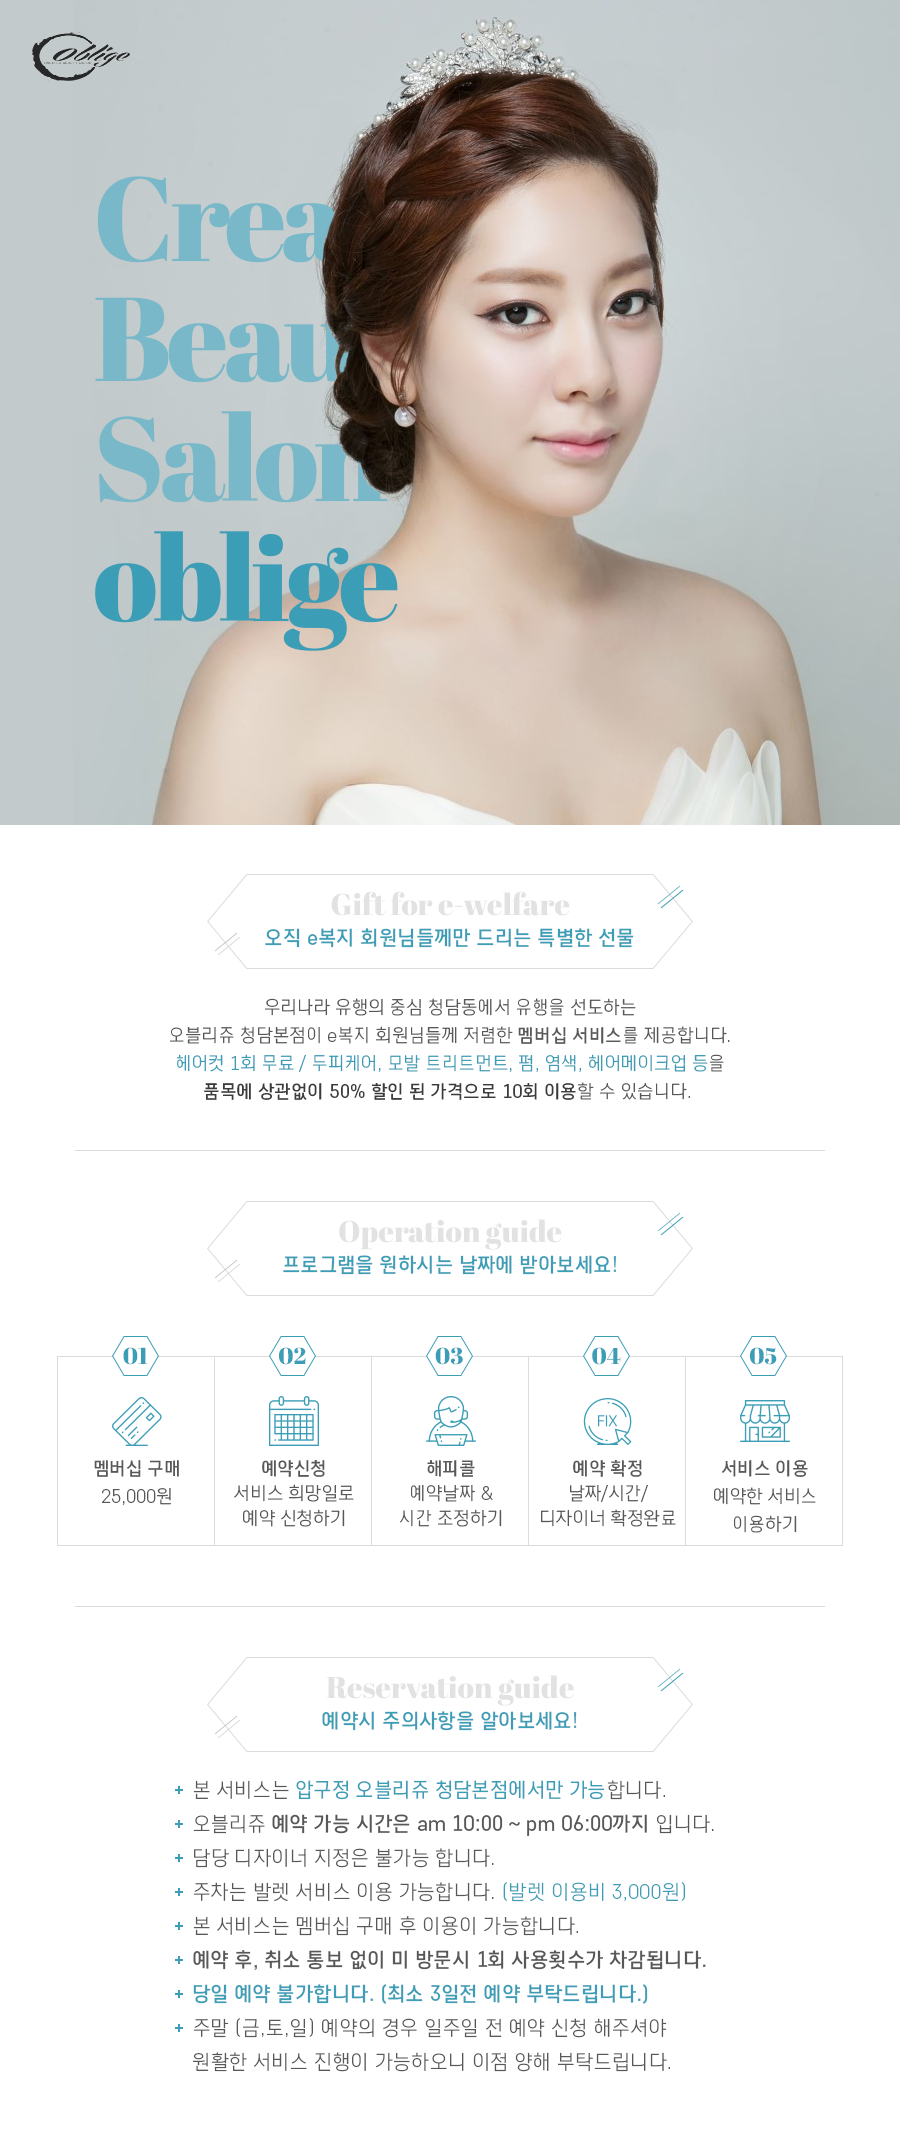 oblige
Crea
Beau
Salon
oblige
Gift for e-welfare
오직 e복지 회원님들께만 드리는 특별한 선물
우리나라 유행의 중심 청담동에서 유행을 선도하는
오블리쥬 청담본점이 e복지 회원님들께 저렴한 멤버십 서비스를 제공합니다.
헤어컷 1회 무료 / 두피케어, 모발 트리트먼트, 펌, 염색, 헤어메이크업 등을
품목에 상관없이 50% 할인 된 가격으로 10회 이용할 수 있습니다.
Operation guide
프로그램을 원하시는 날짜에 받아보세요!
01
멤버십 구매
25,000원
02
예약신청
서비스 희망일로
예약 신청하기
03
해피콜
예약날짜 &
시간 조정하기
04
FIX
예약 확정
날짜/시간/
디자이너 확정완료
05
서비스 이용
예약한 서비스
이용하기
Reservation guide
예약시 주의사항을 알아보세요!
+ 본 서비스는 압구정 오블리쥬 청담본점에서만 가능합니다.
+ 오블리쥬 예약 가능 시간은 am 10:00 ~ pm 06:00까지 입니다.
+ 담당 디자이너 지정은 불가능 합니다.
+ 주차는 발렛 서비스 이용 가능합니다. (발렛 이용비 3,000원)
+ 본 서비스는 멤버십 구매 후 이용이 가능합니다.
+ 예약 후, 취소 통보 없이 미 방문시 1회 사용횟수가 차감됩니다.
+ 당일 예약 불가합니다. (최소 3일전 예약 부탁드립니다.)
+ 주말 (금,토,일) 예약의 경우 일주일 전 예약 신청 해주셔야
원활한 서비스 진행이 가능하오니 이점 양해 부탁드립니다.